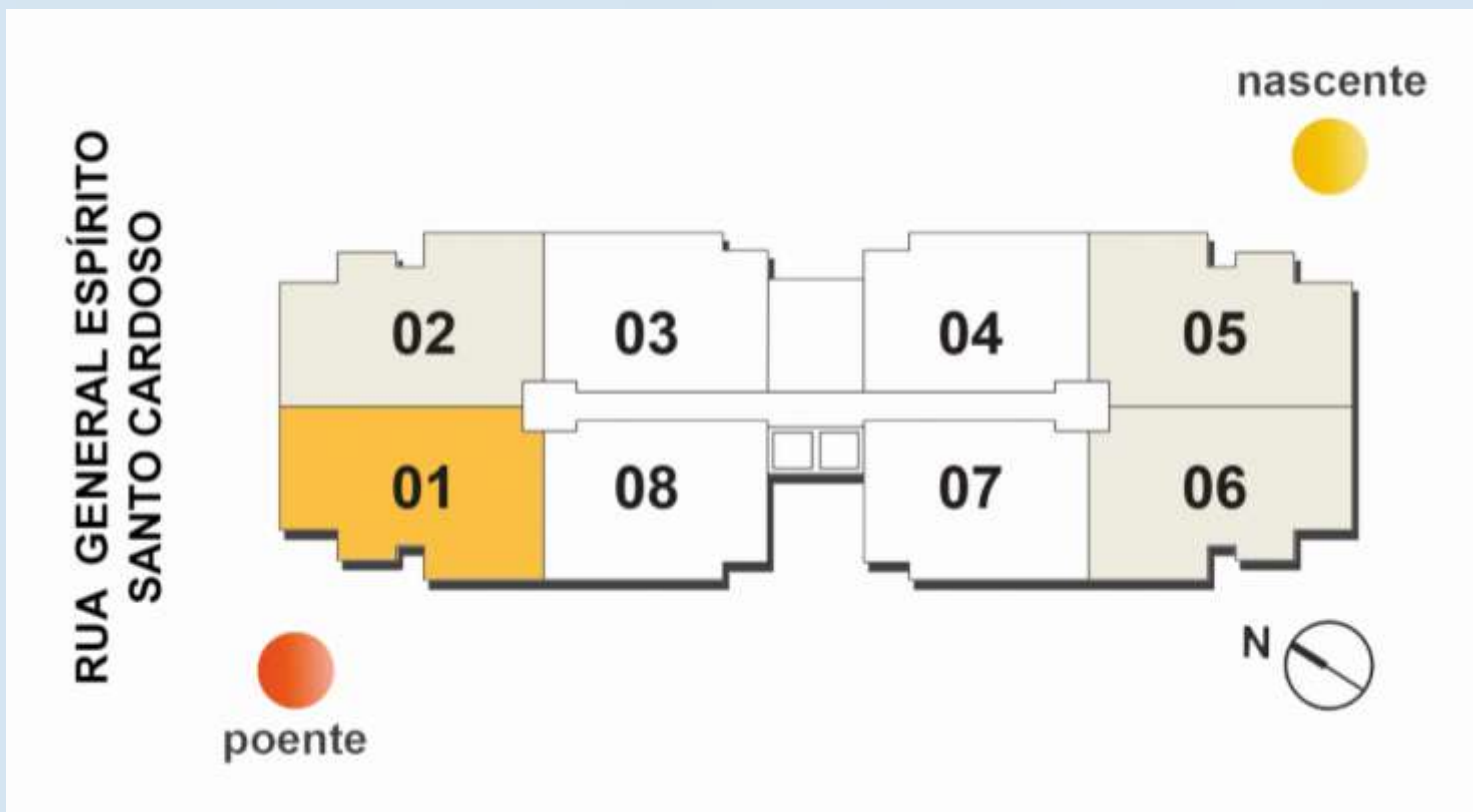 RUA GENERAL ESPÍRITO
SANTO CARDOSO
nascente
02
03
04
05
01
08
07
06
N
poente